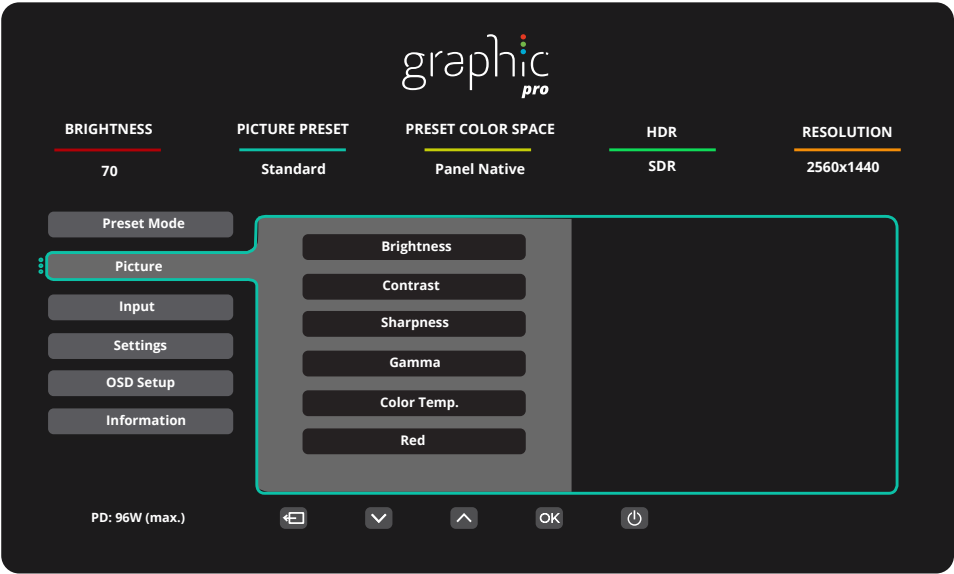 graphic
pro
BRIGHTNESS PICTURE PRESET PRESET COLOR SPACE HDR RESOLUTION
70 Standard Panel Native SDR 2560x1440
Preset Mode
Picture
Input
Settings
OSD Setup
Information
Brightness
Contrast
Sharpness
Gamma
Color Temp.
Red
PD: 96W (max.) OK